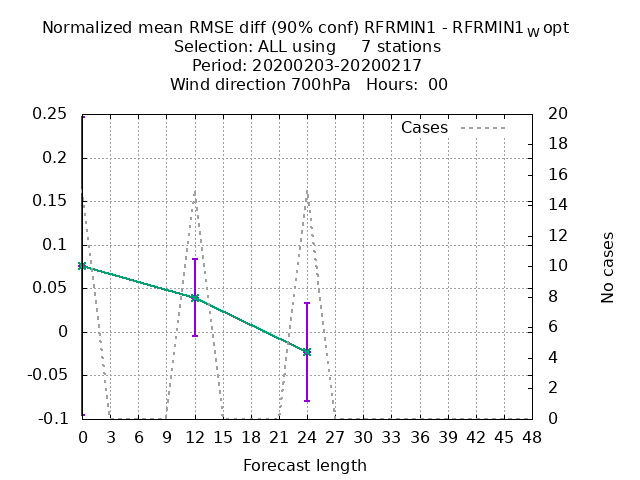 Normalized mean RMSE diff (90% conf) RFRMIN1 - RFRMIN1wopt
Selection: ALL using 7 stations
Period: 20200203-20200217
Wind direction 700hPa Hours: 00
Cases
0.25
0.2
0.15
0.1
0.05
0
-0.05
-0.1
20
18
16
14
12
10
8
6
4
2
0
No cases
0 3 6 9 12 15 18 21 24 27 30 33 36 39 42 45 48
Forecast length